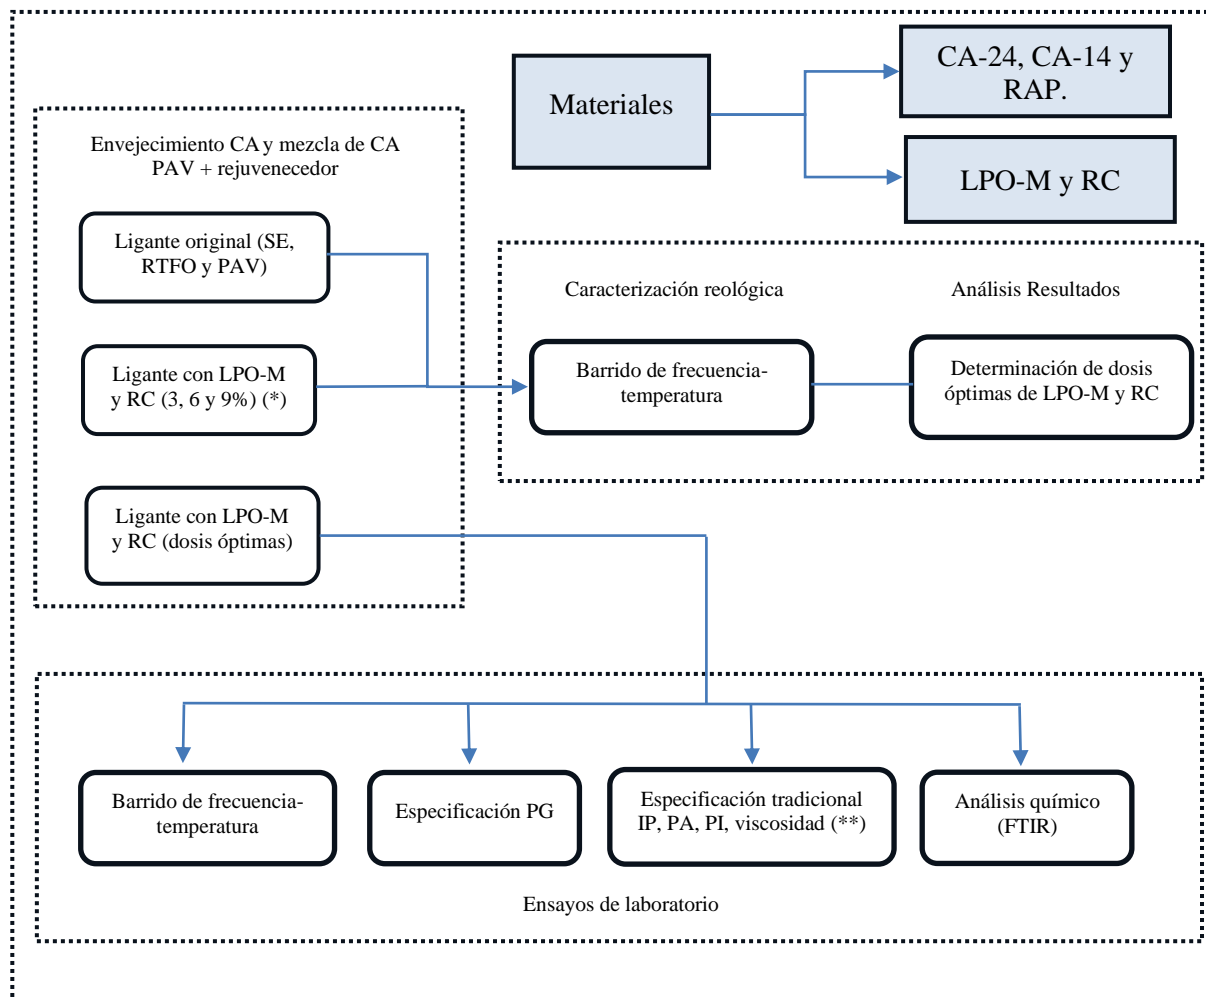 Materiales
CA-24, CA-14 y
RAP.
LPO-M y RC
Envejecimiento CA y mezcla de CA
PAV + rejuvenecedor
Ligante original (SE,
RTFO y PAV)
Ligante con LPO-M
y RC (3, 6 y 9%) (*)
Ligante con LPO-M
y RC (dosis óptimas)
Caracterización reológica
Análisis Resultados
Barrido de frecuencia-
temperatura
Determinación de dosis
óptimas de LPO-M y RC
Barrido de frecuencia-
temperatura
Especificación PG
Especificación tradicional
IP, PA, PI, viscosidad (**)
Análisis químico
(FTIR)
Ensayos de laboratorio